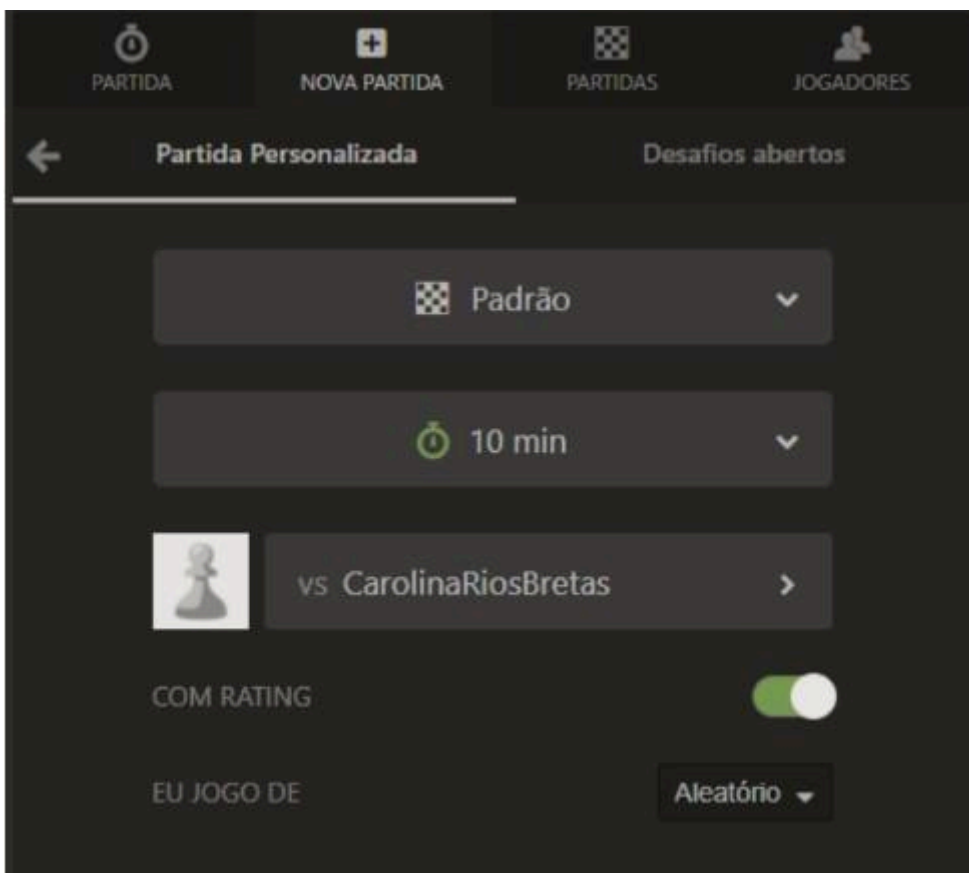 PARTIDA
NOVA PARTIDA
PARTIDAS
JOGADORES
Partida Personalizada
Desafios abertos
Padrão
10 min
vs CarolinaRiosBretas
COM RATING
EU JOGO DE
Aleatório